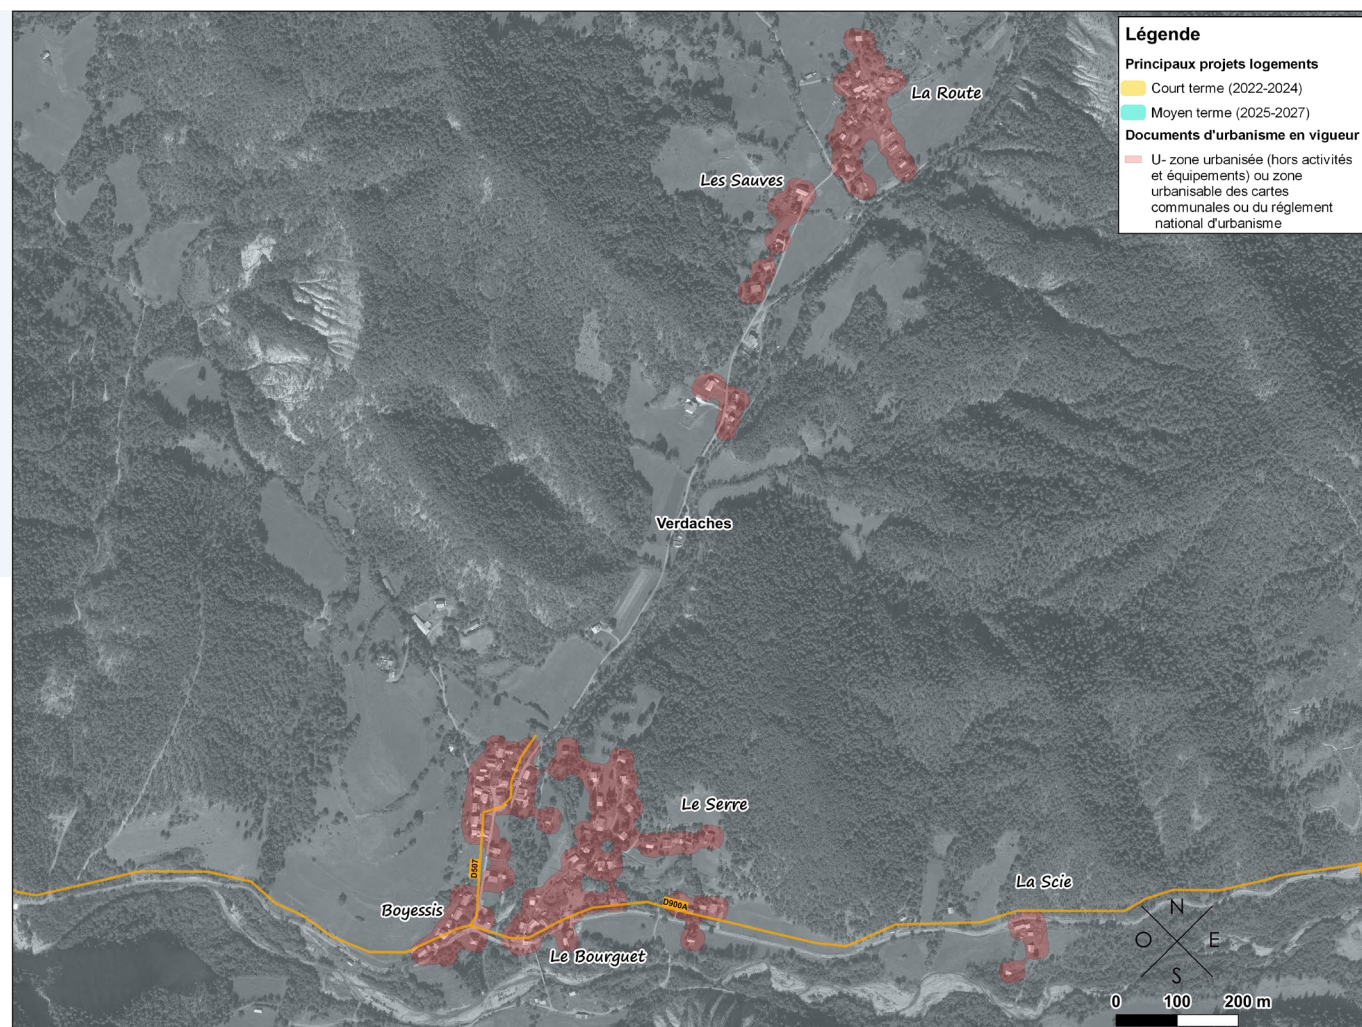 Légende
Principaux projets logements
Court terme (2022-2024)
Moyen terme (2025-2027)
Documents d'urbanisme en vigueur
U- zone urbanisée (hors activités
et équipements) ou zone
urbanisable des cartes
communales ou du réglement
national d'urbanisme
La Route
Les Sauves
Verdaches
Le Serre
D507
La Scie
D900A
Boyessis
Le Bourguet
N
O
E
S
0 100 200 m